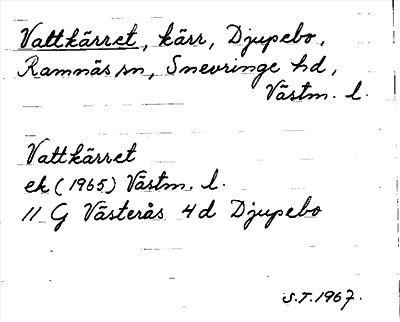 Vattkärret, kärr, Djupebo,
Ramnäs sn, Snevringe hd,
Västm. l.
Vattkärret
ek (1965) Västm. l.
11 G Västerås 4d Djupebo
S.T. 1967.